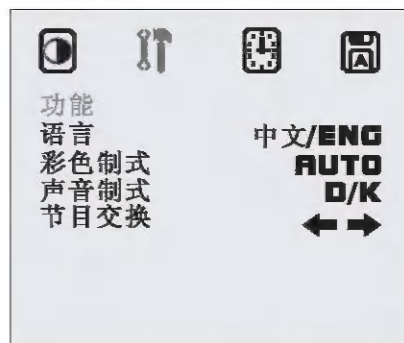 A
功能
语言 中文/ENG
彩色制式 AUTO
声音制式 D/K
节目交换 ←→